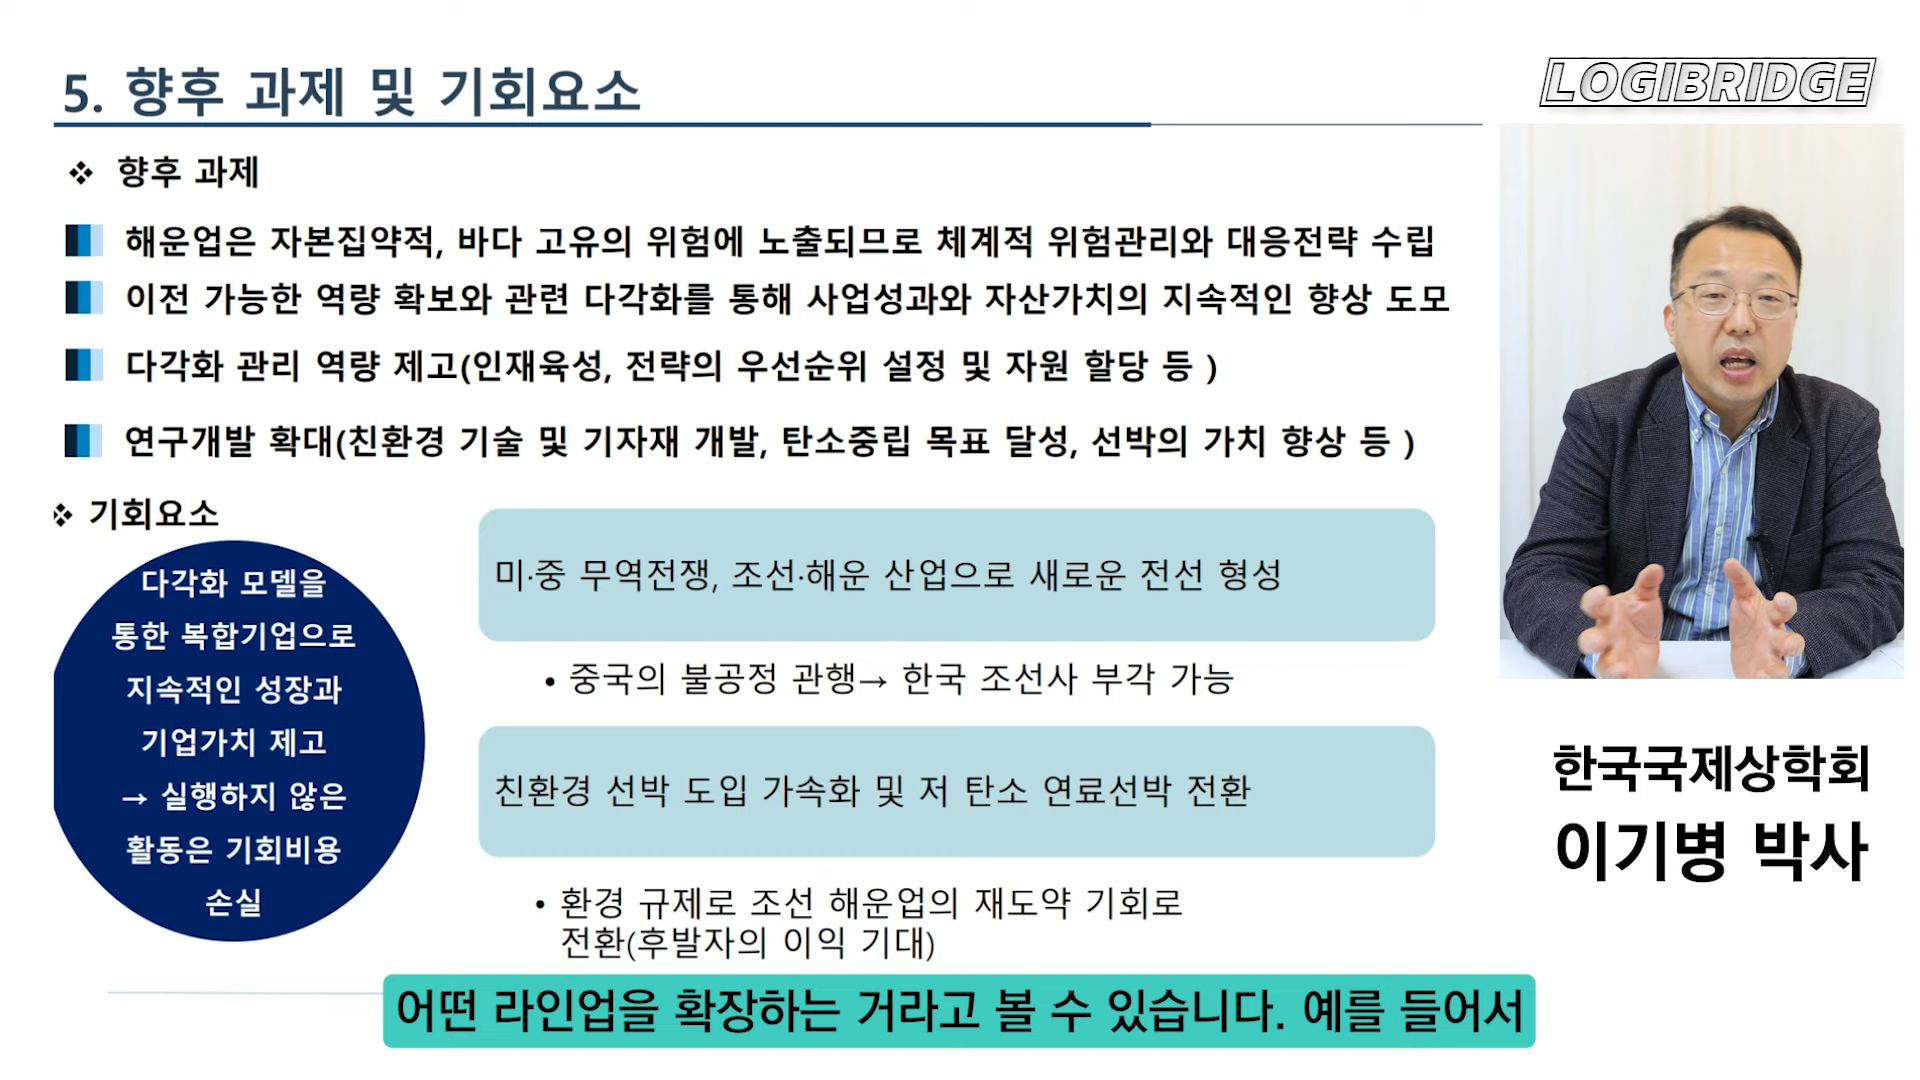 5. 향후 과제 및 기회요소
LOGIBRIDGE
❖ 향후 과제
해운업은 자본집약적, 바다 고유의 위험에 노출되므로 체계적 위험관리와 대응전략 수립
이전 가능한 역량 확보와 관련 다각화를 통해 사업성과와 자산가치의 지속적인 향상 도모
다각화 관리 역량 제고(인재육성, 전략의 우선순위 설정 및 자원 할당 등 )
연구개발 확대(친환경 기술 및 기자재 개발, 탄소중립 목표 달성, 선박의 가치 향상 등 )
❖ 기회요소
다각화 모델을
통한 복합기업으로
지속적인 성장과
기업가치 제고
→ 실행하지 않은
활동은 기회비용
손실
미·중 무역전쟁, 조선·해운 산업으로 새로운 전선 형성
• 중국의 불공정 관행→ 한국 조선사 부각 가능
친환경 선박 도입 가속화 및 저 탄소 연료선박 전환
• 환경 규제로 조선 해운업의 재도약 기회로
전환(후발자의 이익 기대)
한국국제상학회
이기병 박사
어떤 라인업을 확장하는 거라고 볼 수 있습니다. 예를 들어서